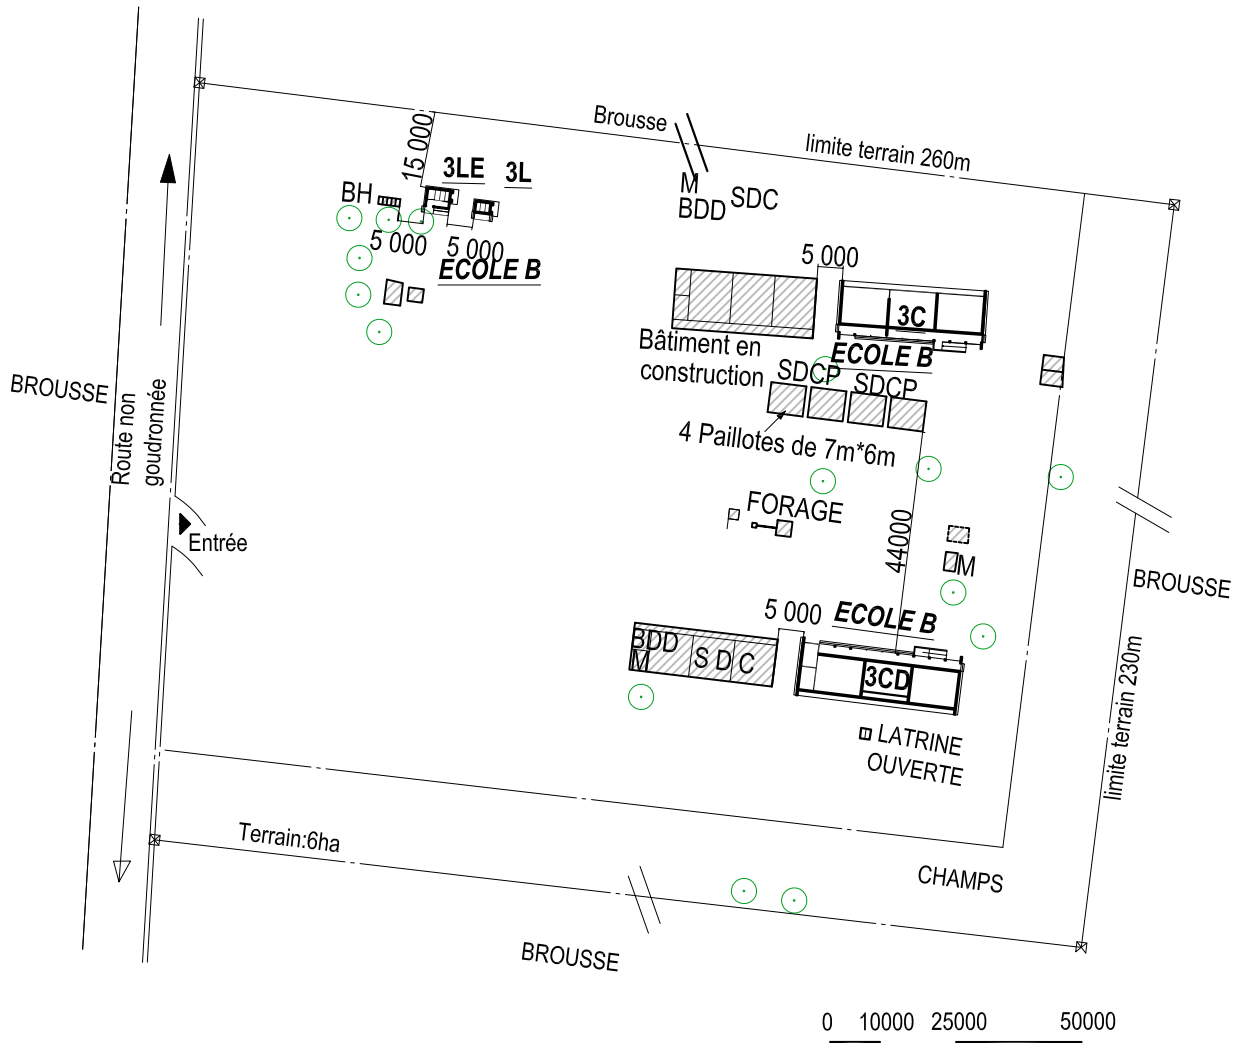 Brousse
limite terrain 260m
15 000
3LE
3L
BH
M
BDD
SDC
5 000
5 000
ECOLE B
5 000
3C
Bâtiment en
construction
ECOLE B
SDCP
SDCP
4 Paillotes de 7m*6m
BROUSSE
Route non
goudronnée
Entrée
FORAGE
44000
M
BROUSSE
5 000
ECOLE B
BDD
M
S D C
3CD
limite terrain 230m
LATRINE
OUVERTE
Terrain:6ha
CHAMPS
BROUSSE
0 10000 25000 50000